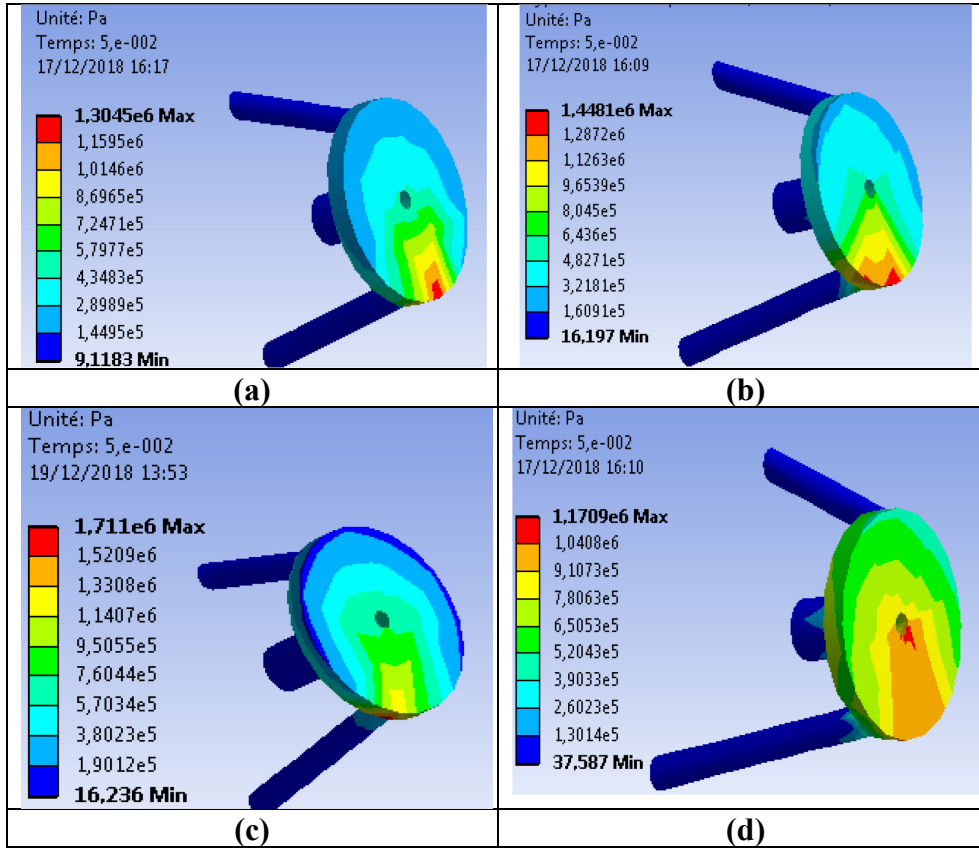 Unité: Pa
Temps: 5,e-002
17/12/2018 16:17
1,3045e6 Max
1,1595e6
1,0146e6
8,6965e5
7,2471e5
5,7977e5
4,3483e5
2,8989e5
1,4495e5
9,1183 Min
(a)
Unité: Pa
Temps: 5,e-002
17/12/2018 16:09
1,4481e6 Max
1,2872e6
1,1263e6
9,6539e5
8,045e5
6,436e5
4,8271e5
3,2181e5
1,6091e5
16,197 Min
(b)
Unité: Pa
Temps: 5,e-002
19/12/2018 13:53
1,711e6 Max
1,5209e6
1,3308e6
1,1407e6
9,5055e5
7,6044e5
5,7034e5
3,8023e5
1,9012e5
16,236 Min
(c)
Unité: Pa
Temps: 5,e-002
17/12/2018 16:10
1,1709e6 Max
1,0408e6
9,1073e5
7,8063e5
6,5053e5
5,2043e5
3,9033e5
2,6023e5
1,3014e5
37,587 Min
(d)